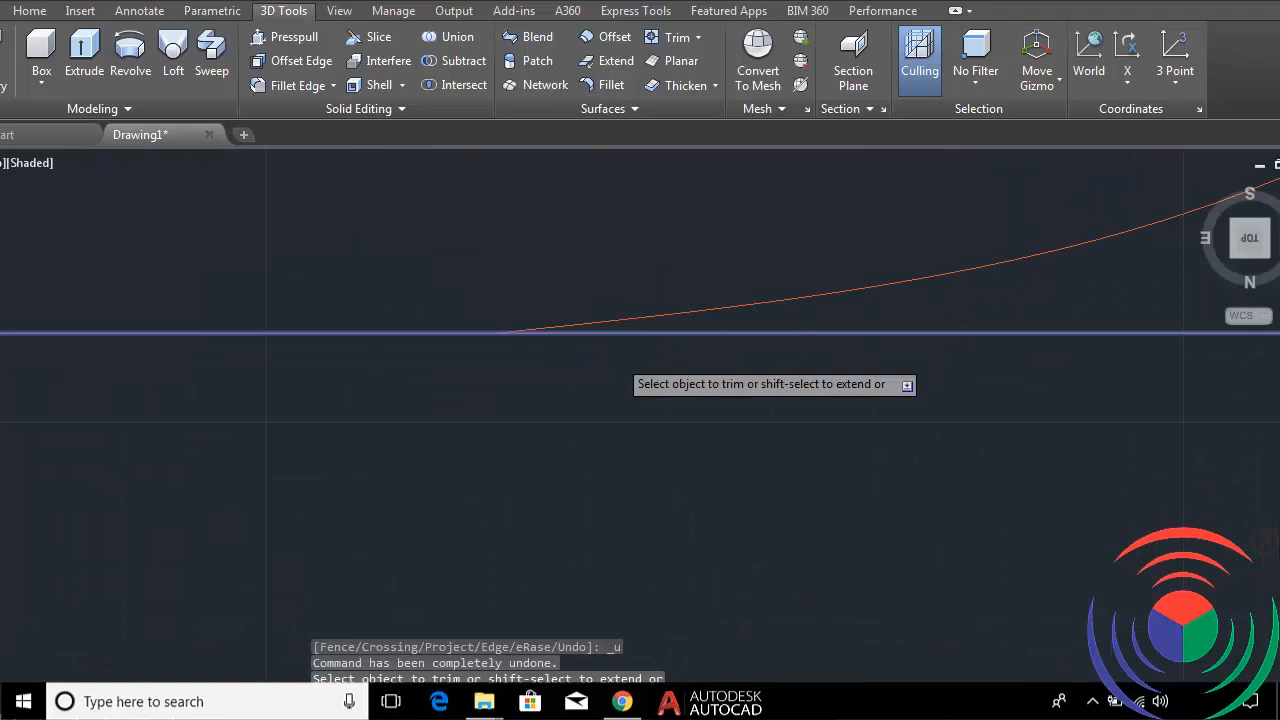 Home Insert Annotate Parametric 3D Tools View Manage Output Add-ins A360 Express Tools Featured Apps BIM 360 Performance
Box Extrude Revolve Loft Sweep
Presspull Slice Union
Offset Edge Interfere Subtract
Fillet Edge Shell Intersect
Blend Offset Trim
Patch Extend Planar
Network Fillet Thicken
Convert To Mesh
Section Plane
Culling No Filter Move Gizmo
World X 3 Point
Modeling Solid Editing Surfaces Mesh Section Selection Coordinates
Drawing1*
][Shaded]
S
E
TOP
N
WCS
Select object to trim or shift-select to extend or
[Fence/Crossing/Project/Edge/eRase/Undo]: _u
Command has been completely undone.
Select object to trim or shift-select to extend or
Type here to search
AUTODESK
AUTOCAD